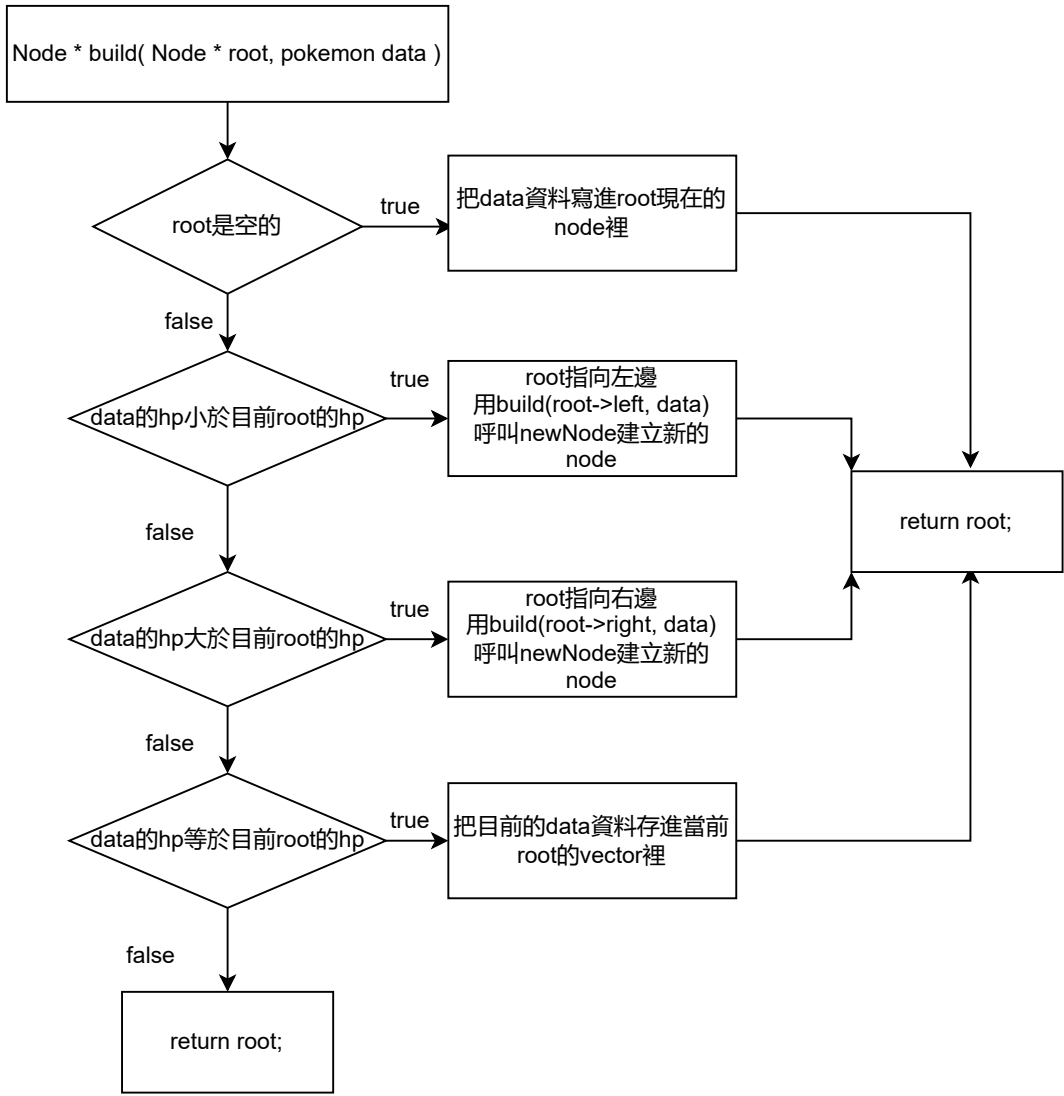 Node * build( Node * root, pokemon data )
root是空的
true
把data資料寫進root現在的
node裡
false
data的hp小於目前root的hp
true
root指向左邊
用build(root->left, data)
呼叫newNode建立新的
node
return root;
false
data的hp大於目前root的hp
true
root指向右邊
用build(root->right, data)
呼叫newNode建立新的
node
false
data的hp等於目前root的hp
true
把目前的data資料存進當前
root的vector裡
false
return root;